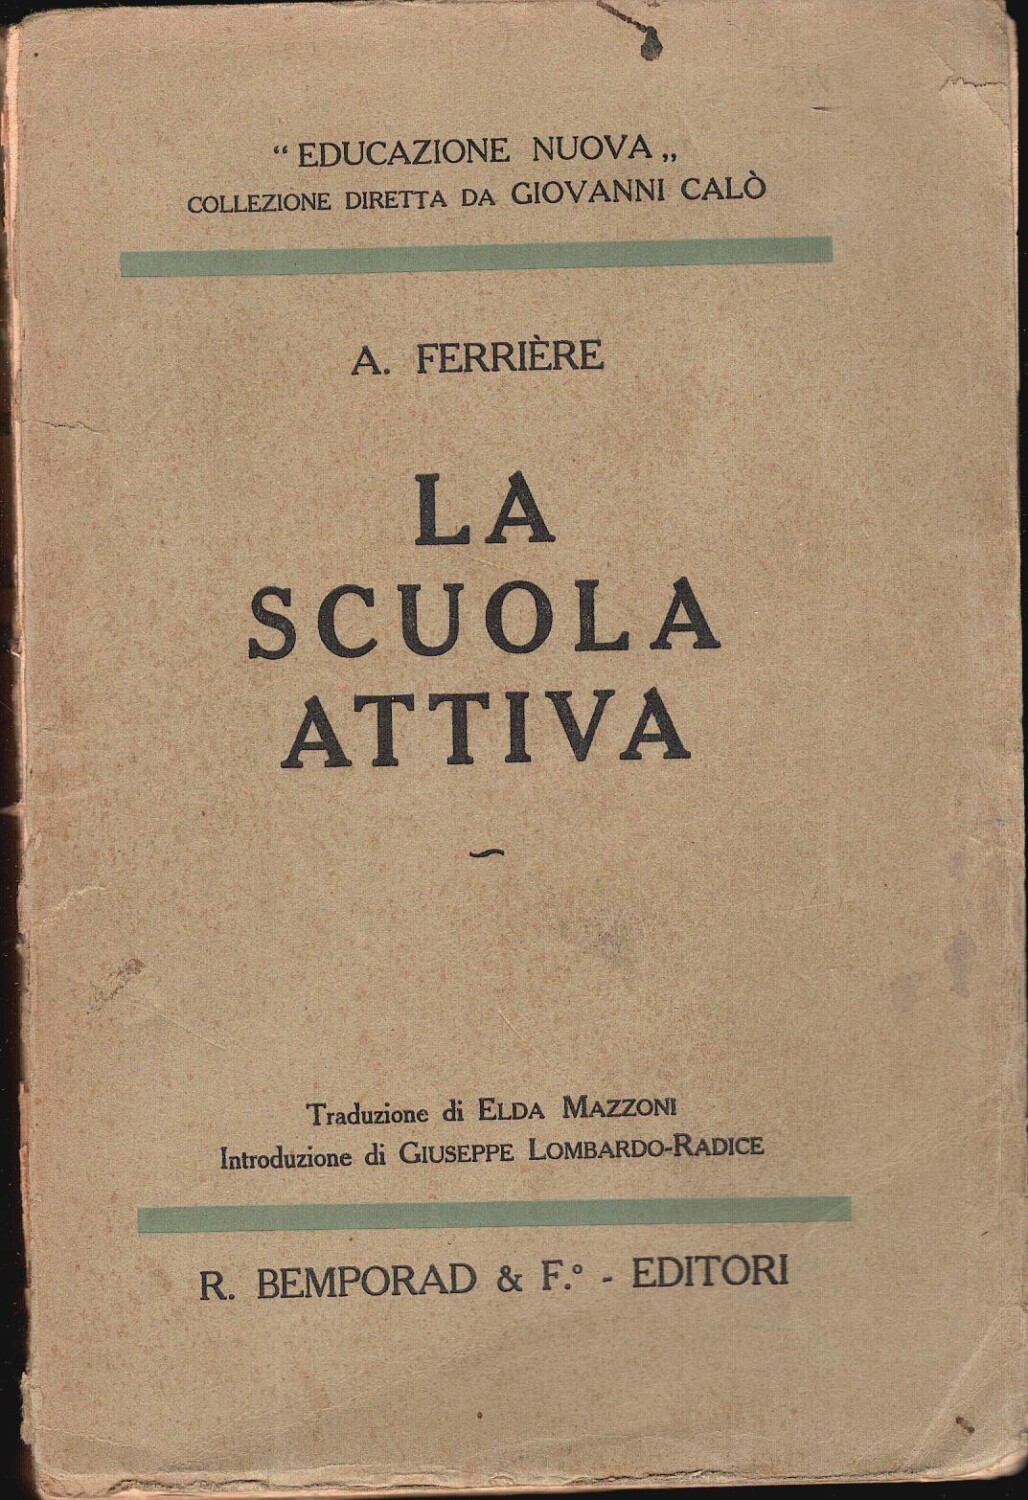 “ EDUCAZIONE NUOVA „
COLLEZIONE DIRETTA DA GIOVANNI CALÒ
A. FERRIÈRE
LA
SCUOLA
ATTIVA
Traduzione di ELDA MAZZONI
Introduzione di GIUSEPPE LOMBARDO-RADICE
R. BEMPORAD & F.° - EDITORI